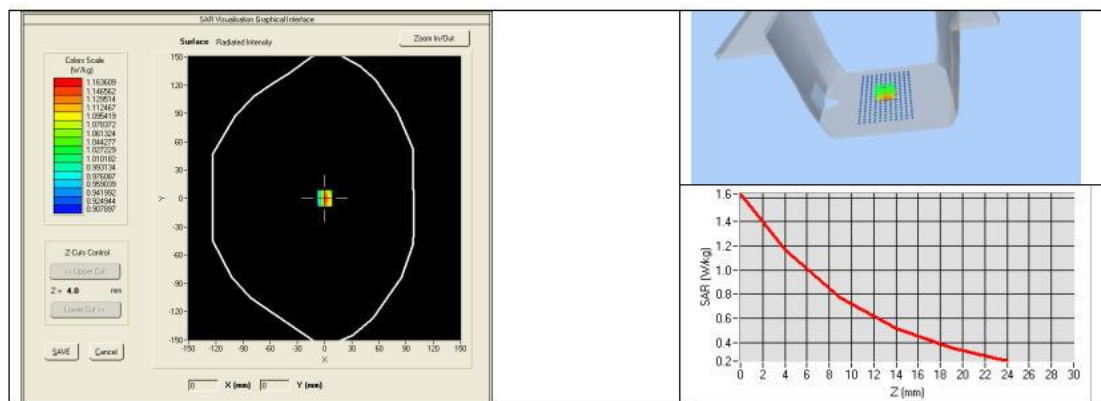 SAR Visualisation Graphical Interface
Surface Radiated Intensity
Zoom In/Out
Colors Scale
(W/kg)
1.163609
1.146562
1.129514
1.112467
1.095419
1.078372
1.061324
1.044277
1.027229
1.010182
0.993134
0.976087
0.959039
0.941992
0.924944
0.907897
150
120
90
60
30
0
-30
-60
-90
-120
-150
Y
-150 -120 -90 -60 -30 0 30 60 90 120 150
X
Z-Cuts Control
<< Upper Cut
Z = 4.0 mm
Lower Cut >>
SAVE Cancel
0 X (mm) 0 Y (mm)
1.6
1.4
1.2
1.0
0.8
0.6
0.4
0.2
SAR (W/kg)
0 2 4 6 8 10 12 14 16 18 20 22 24 26 28 30
Z (mm)